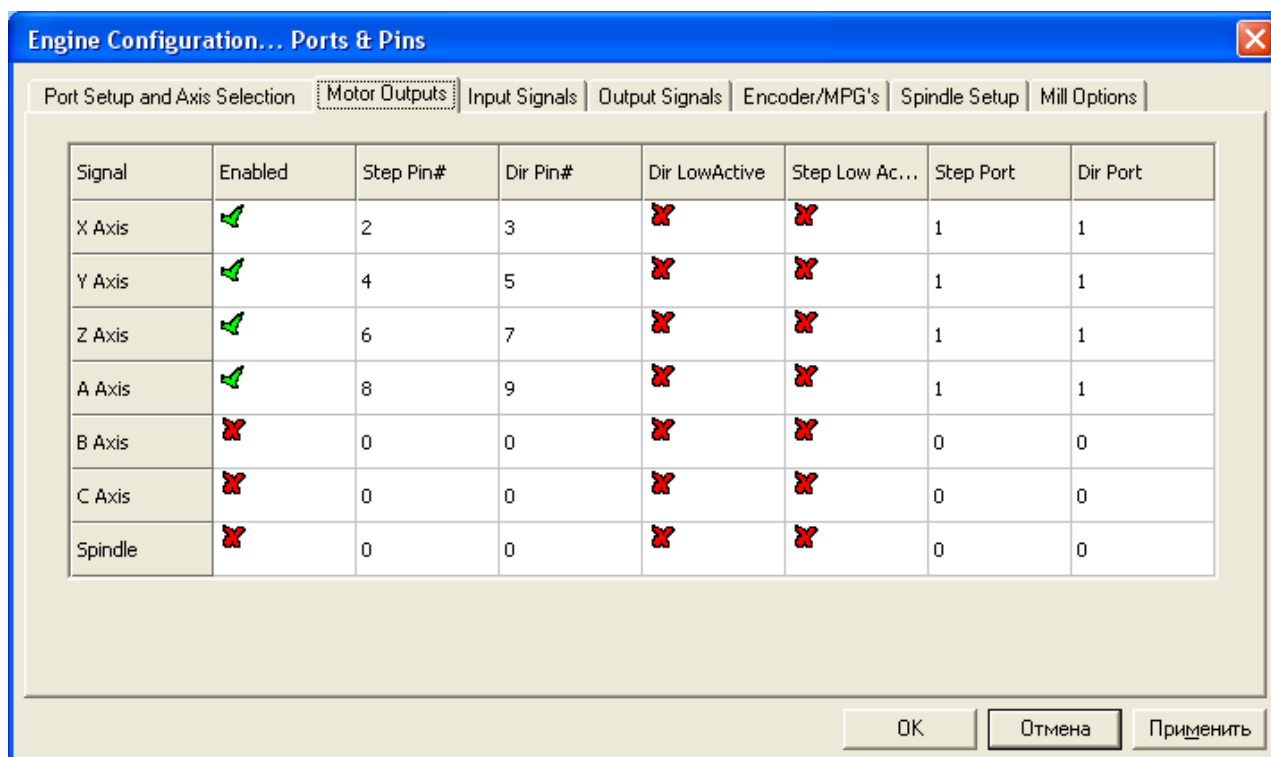 Engine Configuration... Ports & Pins
Port Setup and Axis Selection Motor Outputs Input Signals Output Signals Encoder/MPG's Spindle Setup Mill Options
Signal Enabled Step Pin# Dir Pin# Dir LowActive Step Low Ac... Step Port Dir Port
X Axis 2 3 1 1
Y Axis 4 5 1 1
Z Axis 6 7 1 1
A Axis 8 9 1 1
B Axis 0 0 0 0
C Axis 0 0 0 0
Spindle 0 0 0 0
OK Отмена Применить